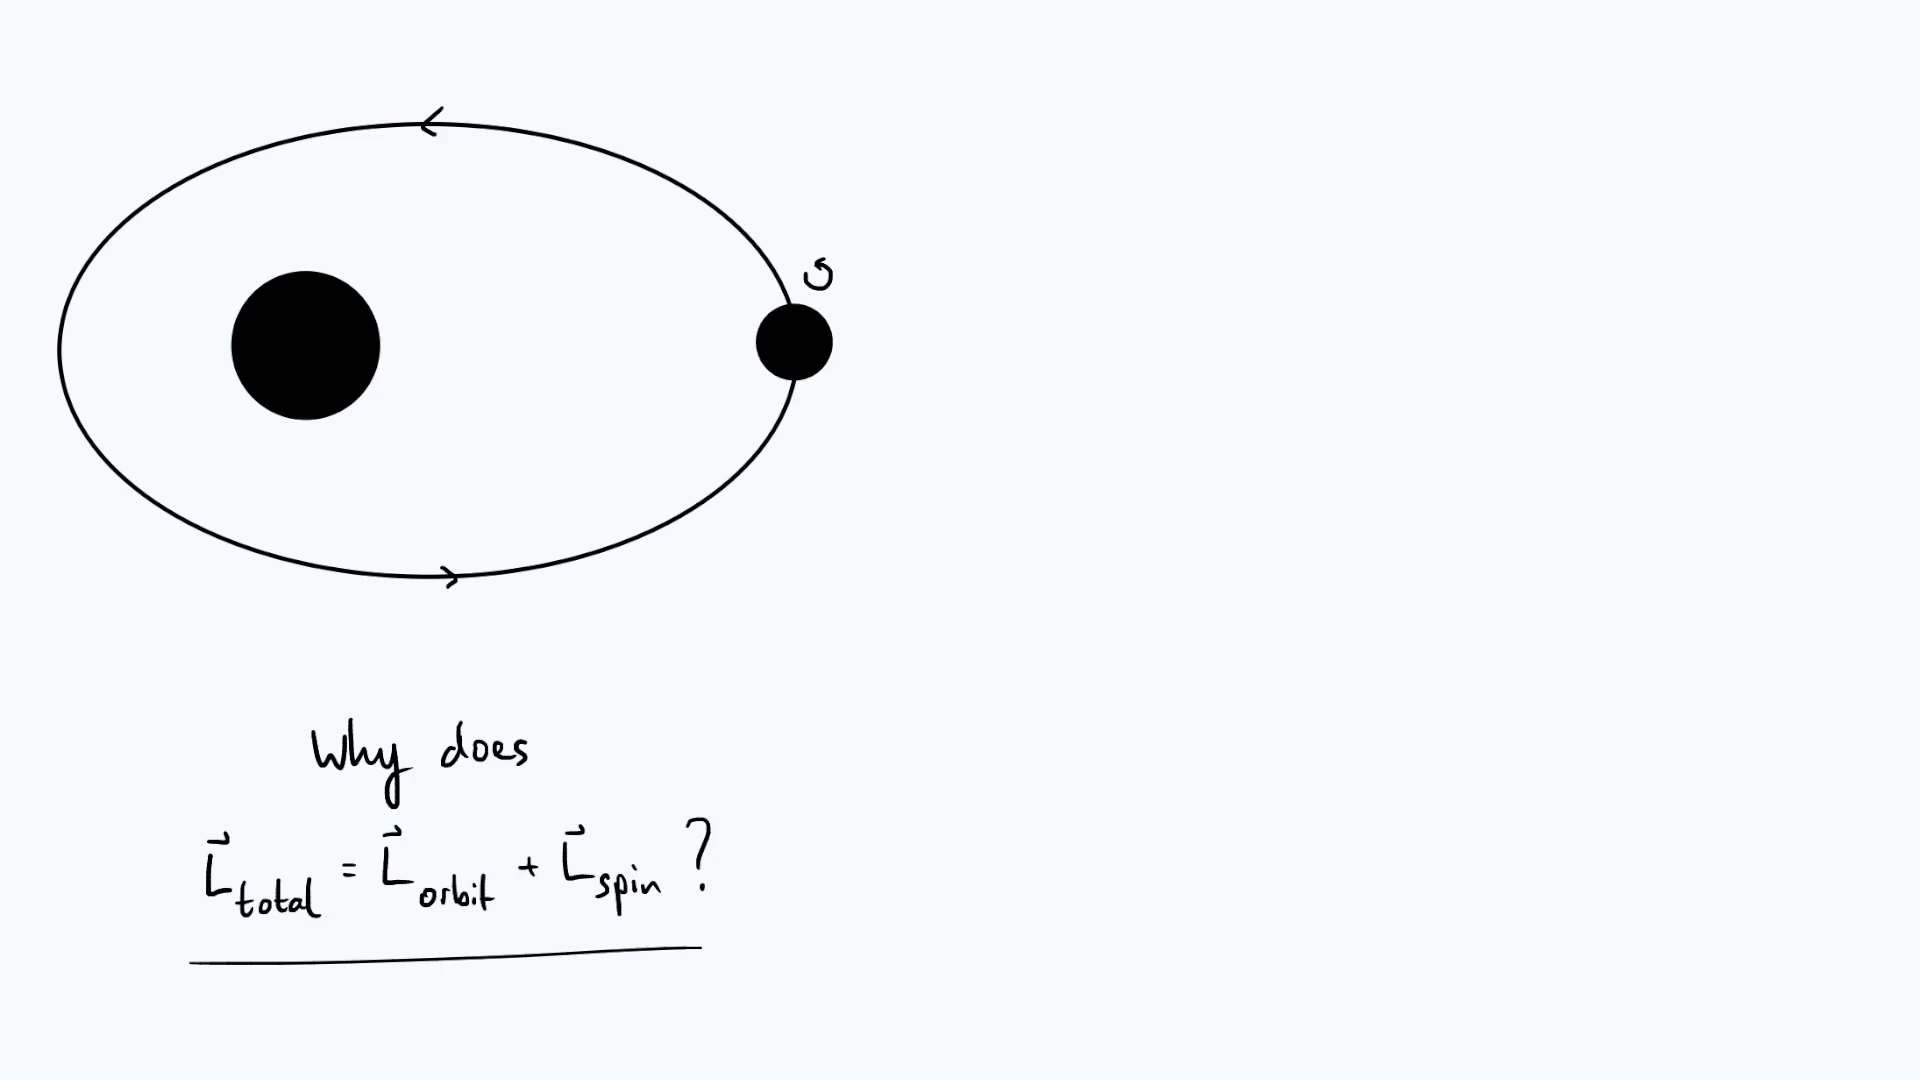 Why does
L⃗total = L⃗orbit + L⃗spin ?